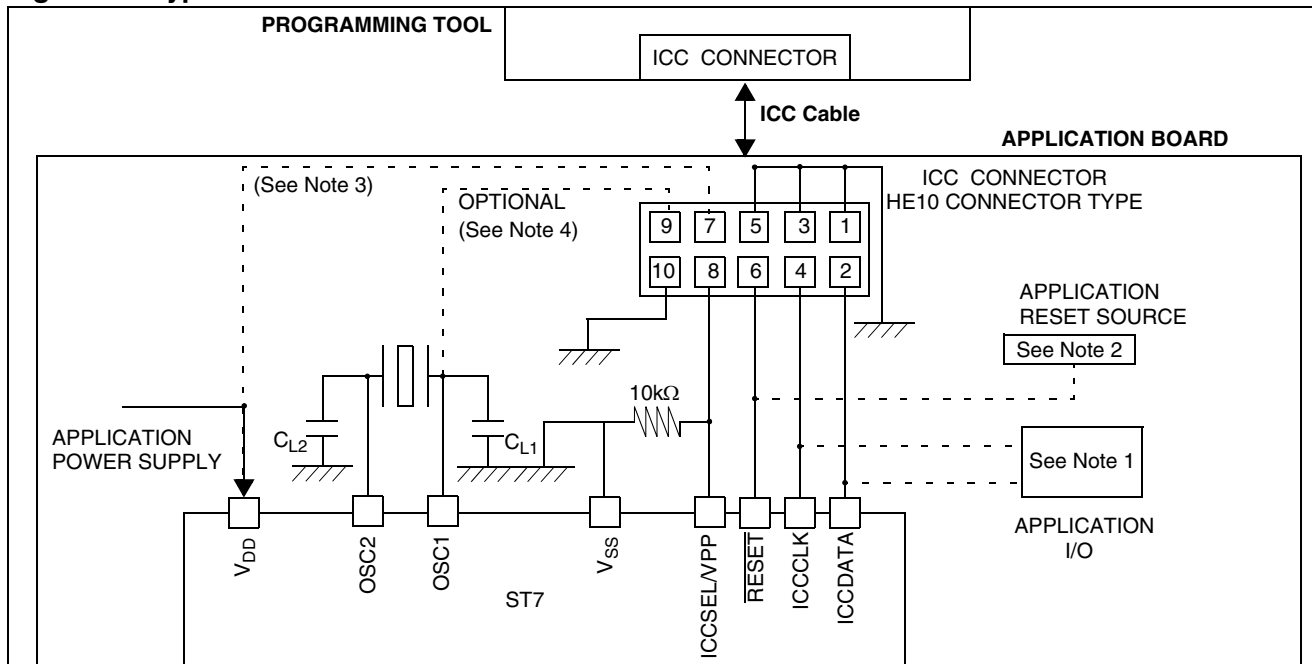 PROGRAMMING TOOL
ICC CONNECTOR
ICC Cable
APPLICATION BOARD
(See Note 3)
OPTIONAL
(See Note 4)
ICC CONNECTOR
HE10 CONNECTOR TYPE
9 7 5 3 1
10 8 6 4 2
APPLICATION
RESET SOURCE
See Note 2
10kΩ
APPLICATION
POWER SUPPLY
CL2
CL1
See Note 1
APPLICATION
I/O
VDD
OSC2
OSC1
VSS
ICCSEL/VPP
RESET
ICCCLK
ICCDATA
ST7